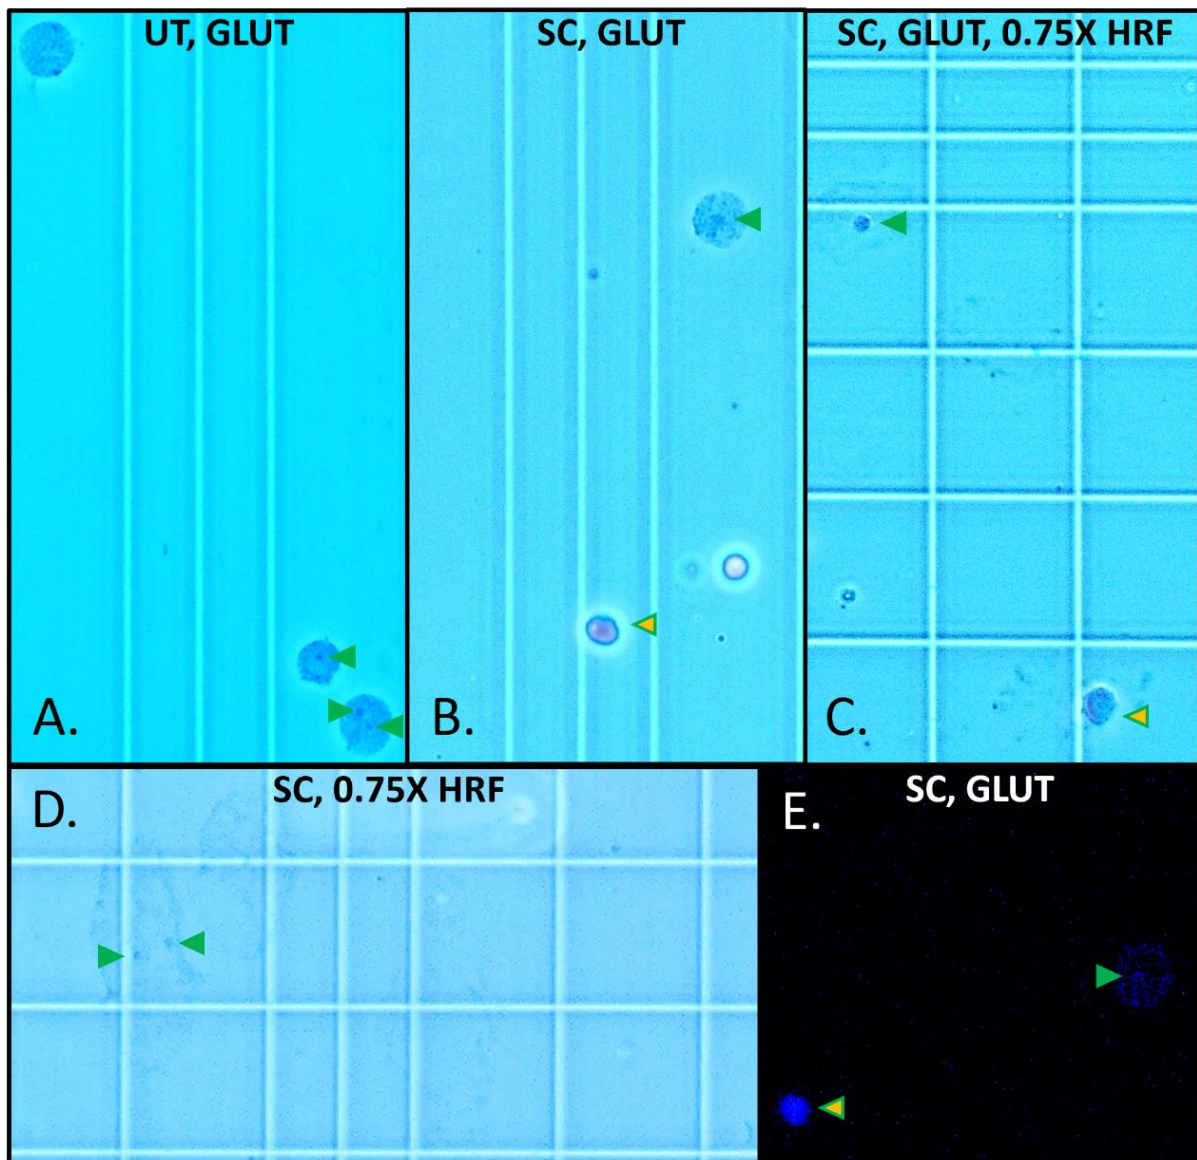 UT, GLUT
A.
SC, GLUT
B.
SC, GLUT, 0.75X HRF
C.
D.
SC, 0.75X HRF
E.
SC, GLUT